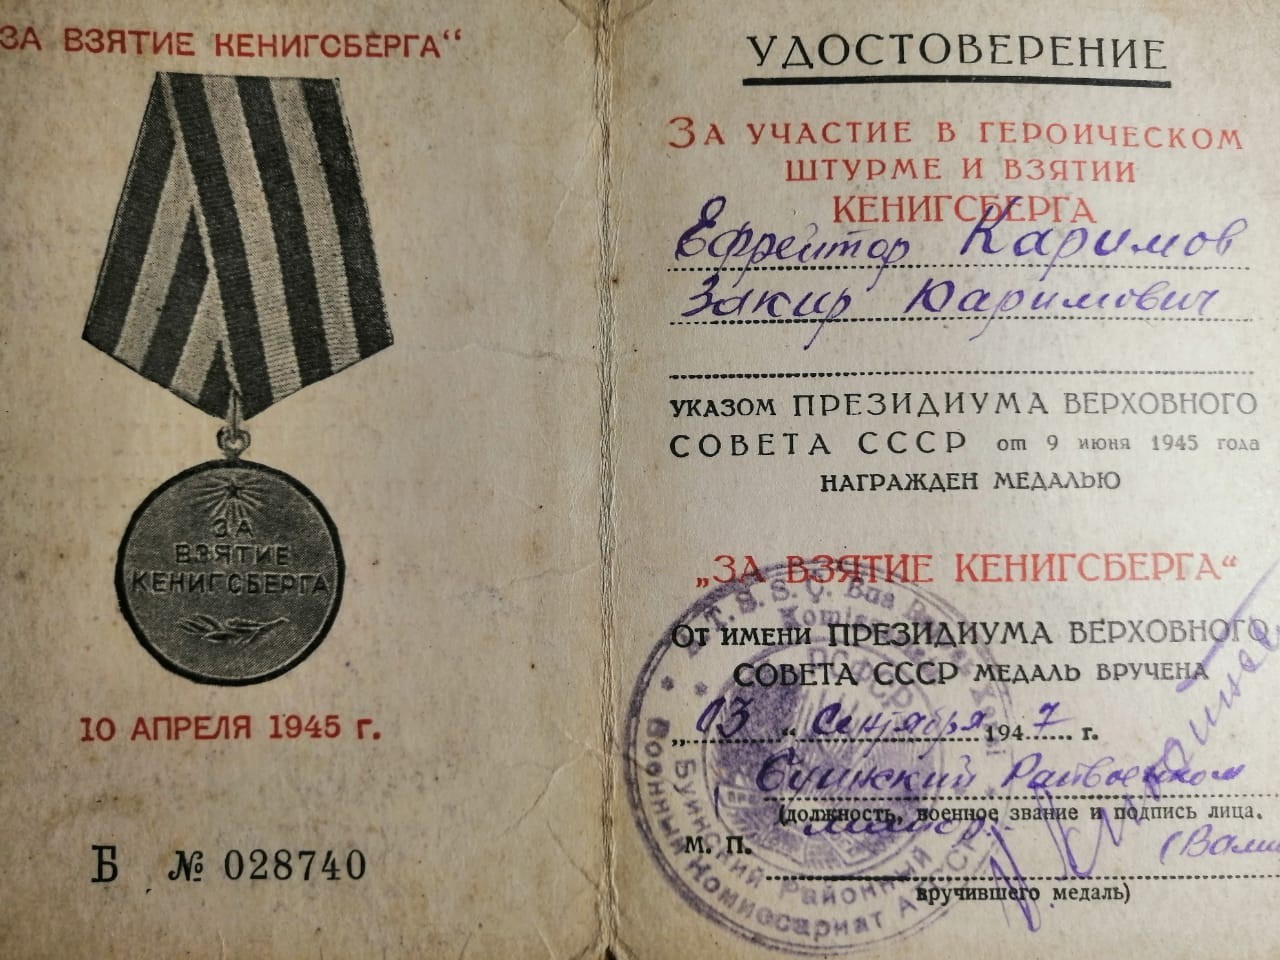 ЗА ВЗЯТИЕ КЕНИГСБЕРГА“
ЗА
ВЗЯТИЕ
КЕНИГСБЕРГА
10 АПРЕЛЯ 1945 г.
Б № 028740
УДОСТОВЕРЕНИЕ
ЗА УЧАСТИЕ В ГЕРОИЧЕСКОМ
ШТУРМЕ И ВЗЯТИИ
КЕНИГСБЕРГА
Ефрейтор Каримов
Закир Каримович
УКАЗОМ ПРЕЗИДИУМА ВЕРХОВНОГО
СОВЕТА СССР от 9 июня 1945 года
НАГРАЖДЕН МЕДАЛЬЮ
„ЗА ВЗЯТИЕ КЕНИГСБЕРГА“
ОТ ИМЕНИ ПРЕЗИДИУМА ВЕРХОВНОГО
СОВЕТА СССР МЕДАЛЬ ВРУЧЕНА
„03“ сентября 1947 г.
Буинский Райвоенком
(должность, военное звание и подпись лица,
майор
М. П.
вручившего медаль)
Буинский Районный
Военный Комиссариат